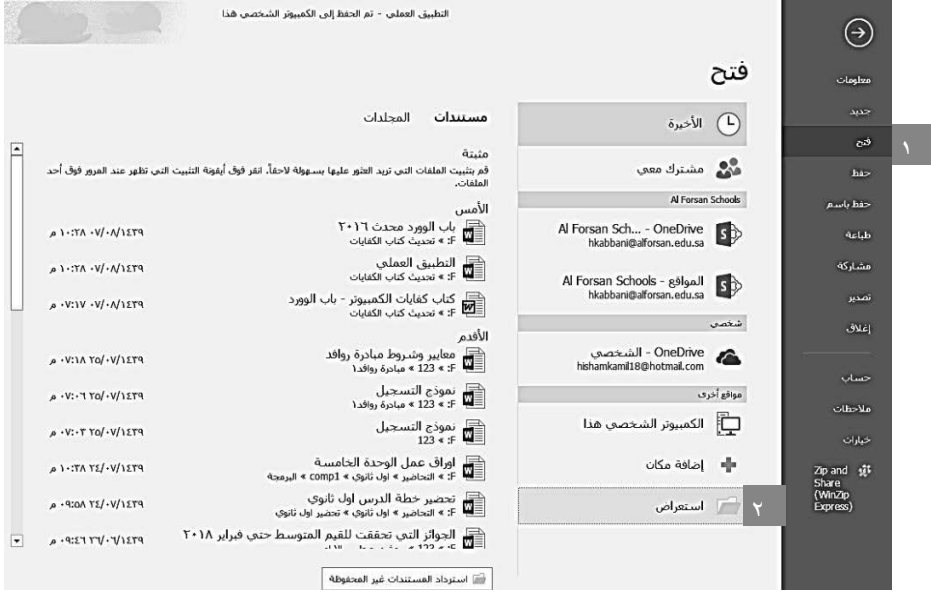 التطبيق العملي - تم الحفظ إلى الكمبيوتر الشخصي هذا
معلومات
جديد
فتح
١
حفظ
حفظ باسم
طباعة
مشاركة
تصدير
إغلاق
حساب
ملاحظات
خيارات
Zip and
Share
(WinZip
Express)
فتح
الأخيرة
مشترك معي
Al Forsan Schools
Al Forsan Sch... - OneDrive
hkabbani@alforsan.edu.sa
المواقع - Al Forsan Schools
hkabbani@alforsan.edu.sa
شخصي
OneDrive - الشخصي
hishamkamil18@hotmail.com
مواقع أخرى
الكمبيوتر الشخصي هذا
إضافة مكان
استعراض
٢
مستندات المجلدات
مثبتة
قم بتثبيت الملفات التي تريد العثور عليها بسهولة لاحقاً. انقر فوق أيقونة التثبيت التي تظهر عند المرور فوق أحد
الملفات.
الأمس
باب الوورد محدث ٢٠١٦
F: » تحديث كتاب الكفايات
٠٧/٠٨/١٤٣٩ ١٠:٢٨ م
التطبيق العملي
F: » تحديث كتاب الكفايات
٠٧/٠٨/١٤٣٩ ١٠:٢٨ م
كتاب كفايات الكمبيوتر - باب الوورد
F: » تحديث كتاب الكفايات
٠٧/٠٨/١٤٣٩ ٠٧:١٧ م
الأقدم
معايير وشروط مبادرة روافد
F: » 123 » مبادرة روافد١
٢٥/٠٧/١٤٣٩ ٠٧:١٨ م
نموذج التسجيل
F: » 123 » مبادرة روافد١
٢٥/٠٧/١٤٣٩ ٠٧:٠٦ م
نموذج التسجيل
F: » 123
٢٥/٠٧/١٤٣٩ ٠٧:٠٣ م
اوراق عمل الوحدة الخامسة
F: » التحاضير » اول ثانوي » comp1 » البرمجة
٢٤/٠٧/١٤٣٩ ١٠:٣٨ م
تحضير خطة الدرس اول ثانوي
F: » التحاضير » اول ثانوي » تحضير اول ثانوي
٢٤/٠٧/١٤٣٩ ٠٩:٥٨ م
الجوائز التي تحققت للقيم المتوسط حتي فبراير ٢٠١٨
٢٦/٠٦/١٤٣٩ ٠٩:٤٦ م
استرداد المستندات غير المحفوظة